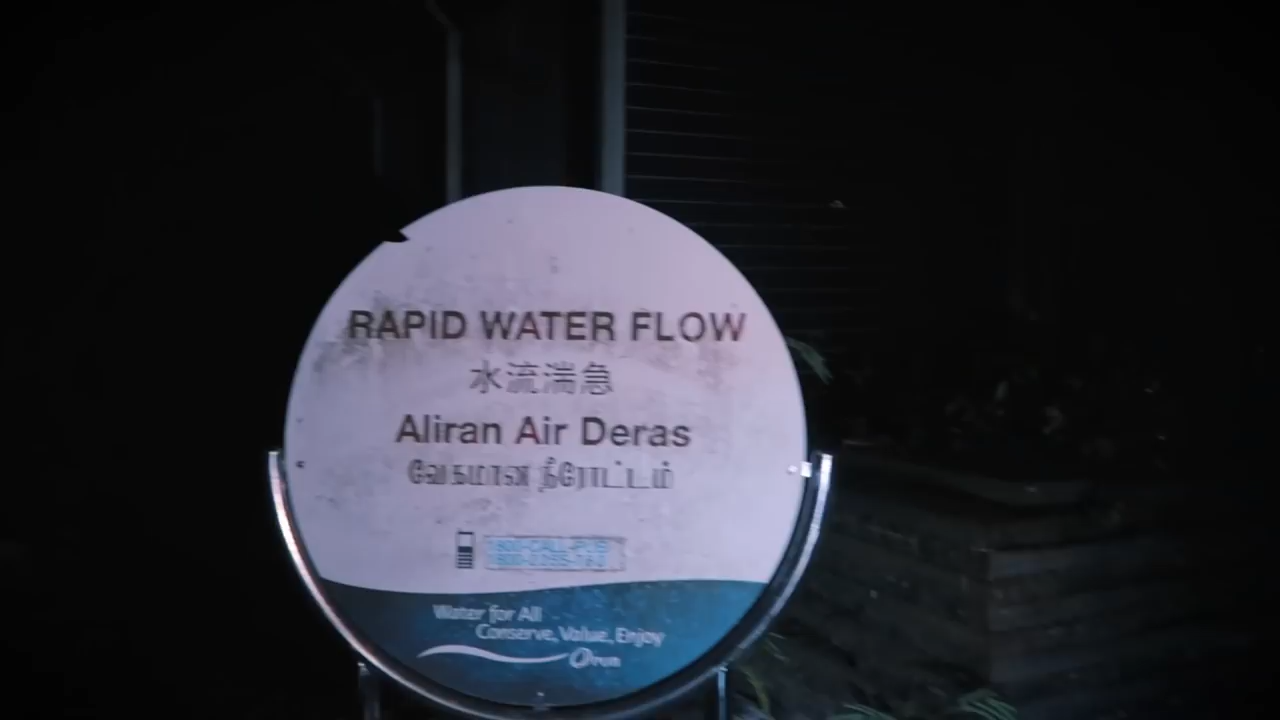 RAPID WATER FLOW
水流湍急
Aliran Air Deras
வேகமான நீரோட்டம்
Water for All
Conserve, Value, Enjoy